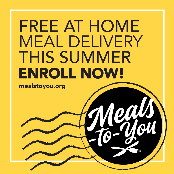 FREE AT HOME
MEAL DELIVERY
THIS SUMMER
ENROLL NOW!
mealstoyou.org
Meals
-to-
You